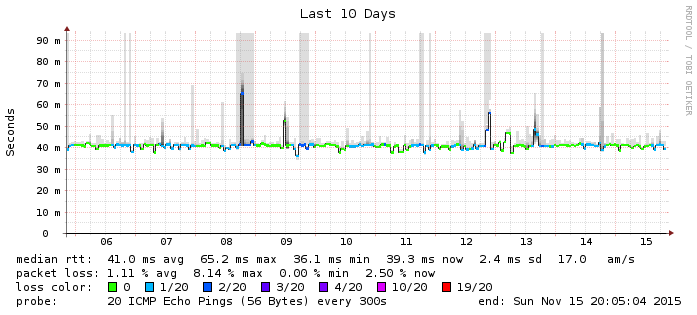 Last 10 Days
RRDTOOL / TOBI OETIKER
Seconds
90 m
80 m
70 m
60 m
50 m
40 m
30 m
20 m
10 m
0
06 07 08 09 10 11 12 13 14 15
median rtt: 41.0 ms avg 65.2 ms max 36.1 ms min 39.3 ms now 2.4 ms sd 17.0 am/s
packet loss: 1.11 % avg 8.14 % max 0.00 % min 2.50 % now
loss color: 0 1/20 2/20 3/20 4/20 10/20 19/20
probe: 20 ICMP Echo Pings (56 Bytes) every 300s end: Sun Nov 15 20:05:04 2015